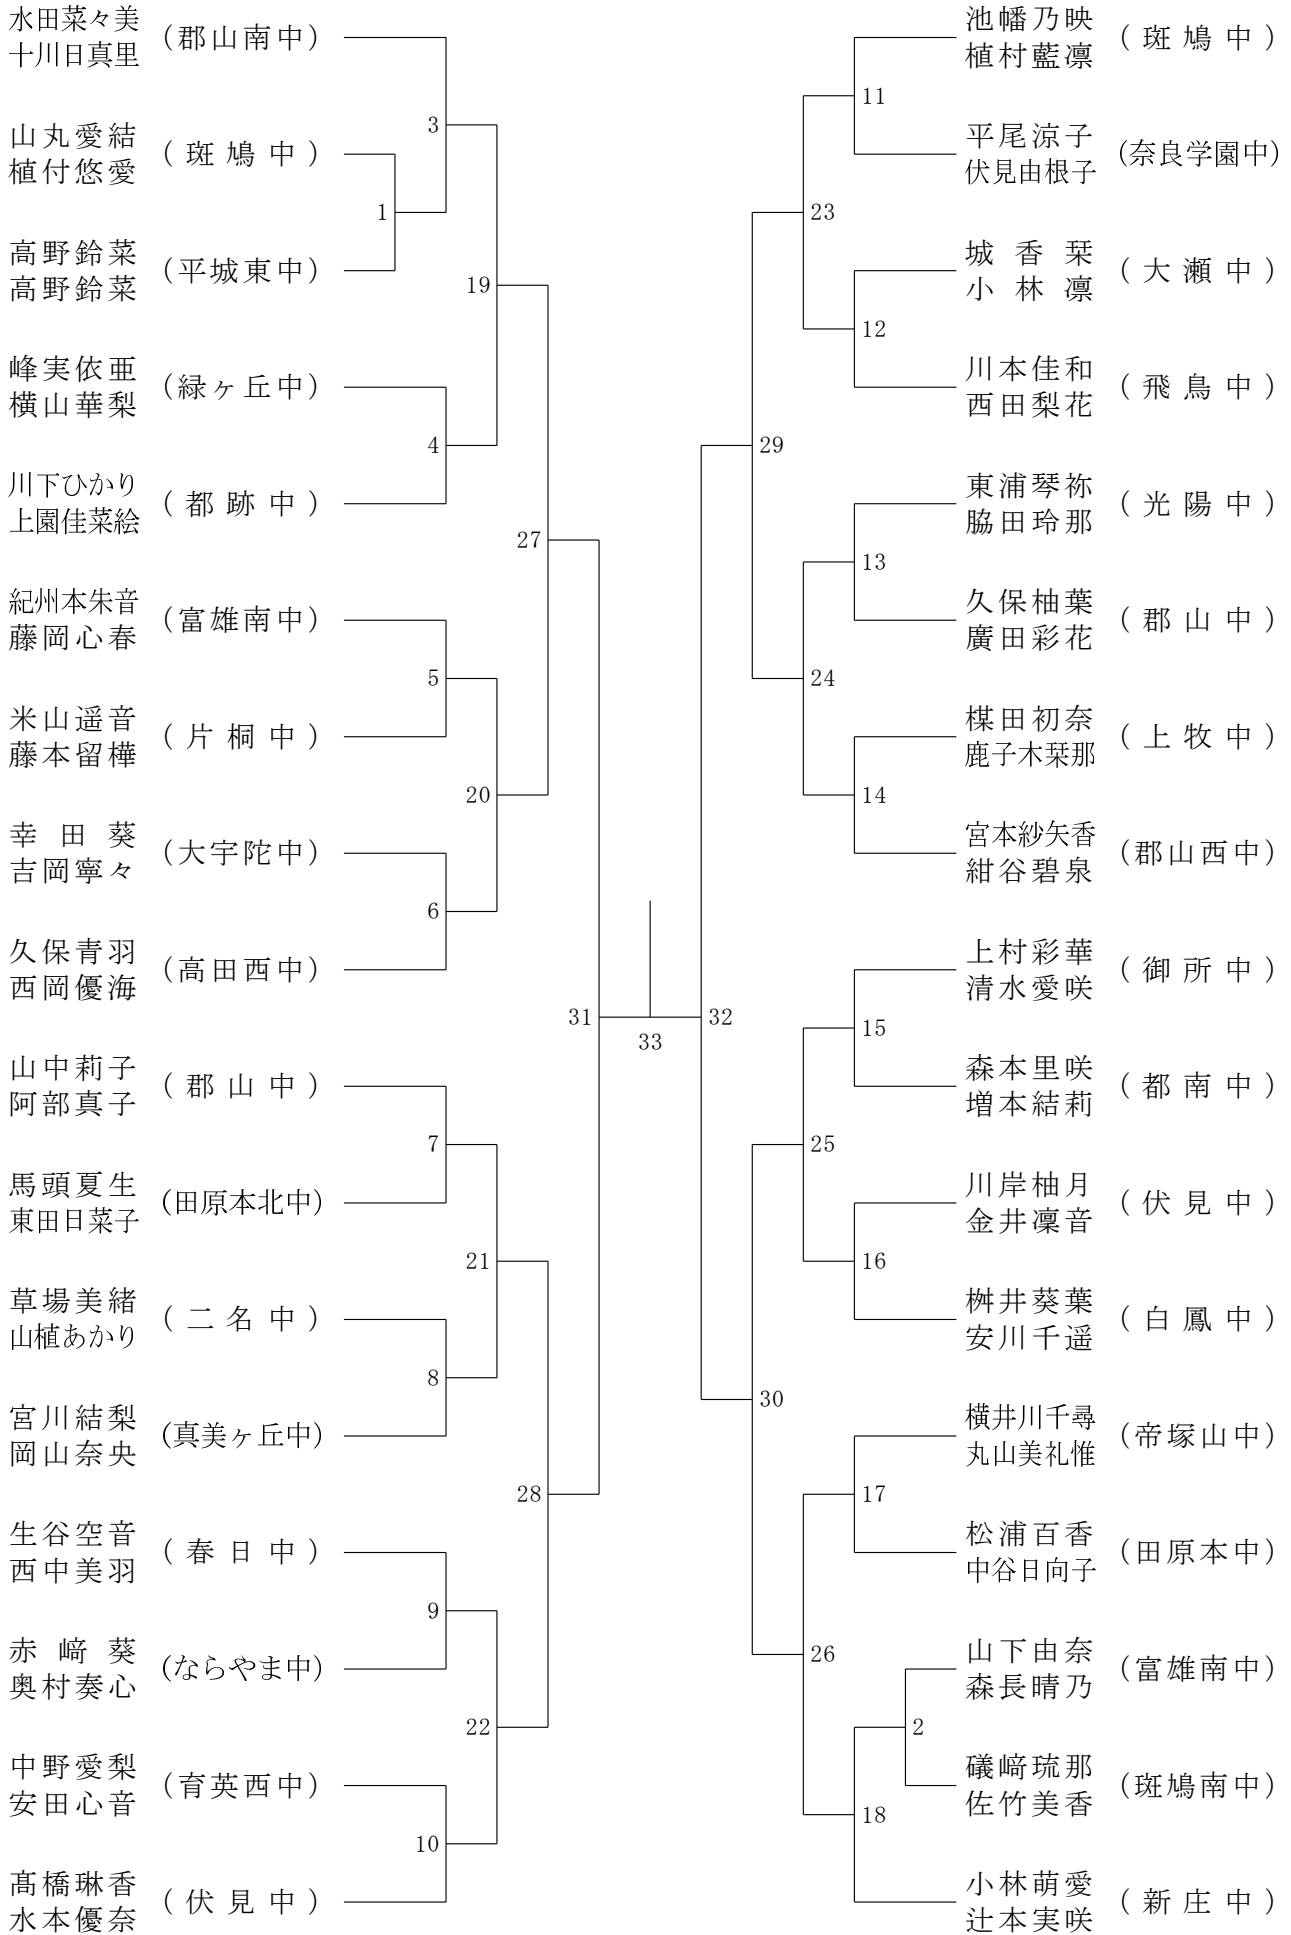 水田菜々美
十川日真里
(郡山南中)
山丸愛結
植付悠愛
(斑鳩中)
高野鈴菜
高野鈴菜
(平城東中)
峰実依亜
横山華梨
(緑ヶ丘中)
川下ひかり
上園佳菜絵
(都跡中)
紀州本朱音
藤岡心春
(富雄南中)
米山遥音
藤本留樺
(片桐中)
幸田葵
吉岡寧々
(大宇陀中)
久保青羽
西岡優海
(高田西中)
山中莉子
阿部真子
(郡山中)
馬頭夏生
東田日菜子
(田原本北中)
草場美緒
山植あかり
(二名中)
宮川結梨
岡山奈央
(真美ヶ丘中)
生谷空音
西中美羽
(春日中)
赤﨑葵
奥村奏心
(ならやま中)
中野愛梨
安田心音
(育英西中)
髙橋琳香
水本優奈
(伏見中)
1
3
4
5
6
7
8
9
10
19
20
21
22
27
28
31
33
32
29
30
23
24
25
26
11
12
13
14
15
16
17
18
2
池幡乃映
植村藍凛
(斑鳩中)
平尾涼子
伏見由根子
(奈良学園中)
城香栞
小林凛
(大瀬中)
川本佳和
西田梨花
(飛鳥中)
東浦琴祢
脇田玲那
(光陽中)
久保柚葉
廣田彩花
(郡山中)
楳田初奈
鹿子木栞那
(上牧中)
宮本紗矢香
紺谷碧泉
(郡山西中)
上村彩華
清水愛咲
(御所中)
森本里咲
増本結莉
(都南中)
川岸柚月
金井凜音
(伏見中)
桝井葵葉
安川千遥
(白鳳中)
横井川千尋
丸山美礼惟
(帝塚山中)
松浦百香
中谷日向子
(田原本中)
山下由奈
森長晴乃
(富雄南中)
礒﨑琉那
佐竹美香
(斑鳩南中)
小林萌愛
辻本実咲
(新庄中)